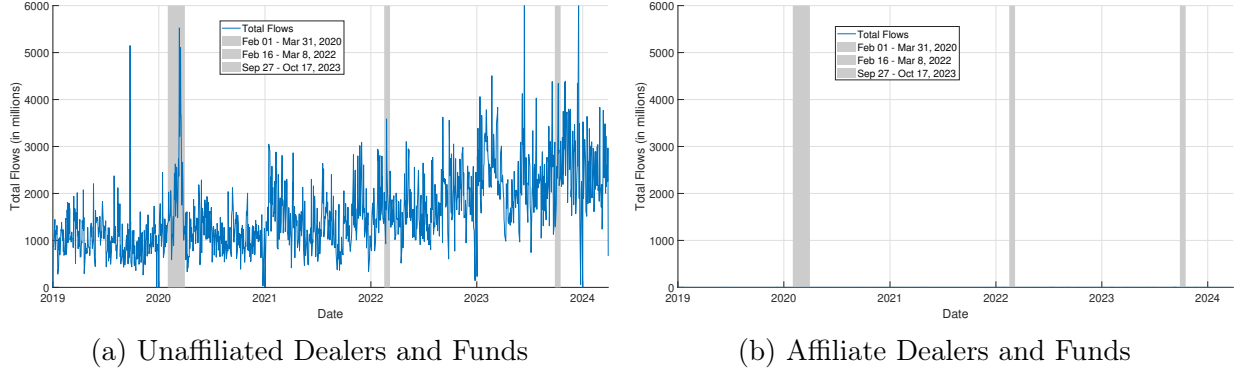 Total Flows (in millions)
6000
5000
4000
3000
2000
1000
0
Total Flows
Feb 01 - Mar 31, 2020
Feb 16 - Mar 8, 2022
Sep 27 - Oct 17, 2023
2019 2020 2021 2022 2023 2024
Date
(a) Unaffiliated Dealers and Funds
Total Flows (in millions)
6000
5000
4000
3000
2000
1000
0
Total Flows
Feb 01 - Mar 31, 2020
Feb 16 - Mar 8, 2022
Sep 27 - Oct 17, 2023
2019 2020 2021 2022 2023 2024
Date
(b) Affiliate Dealers and Funds